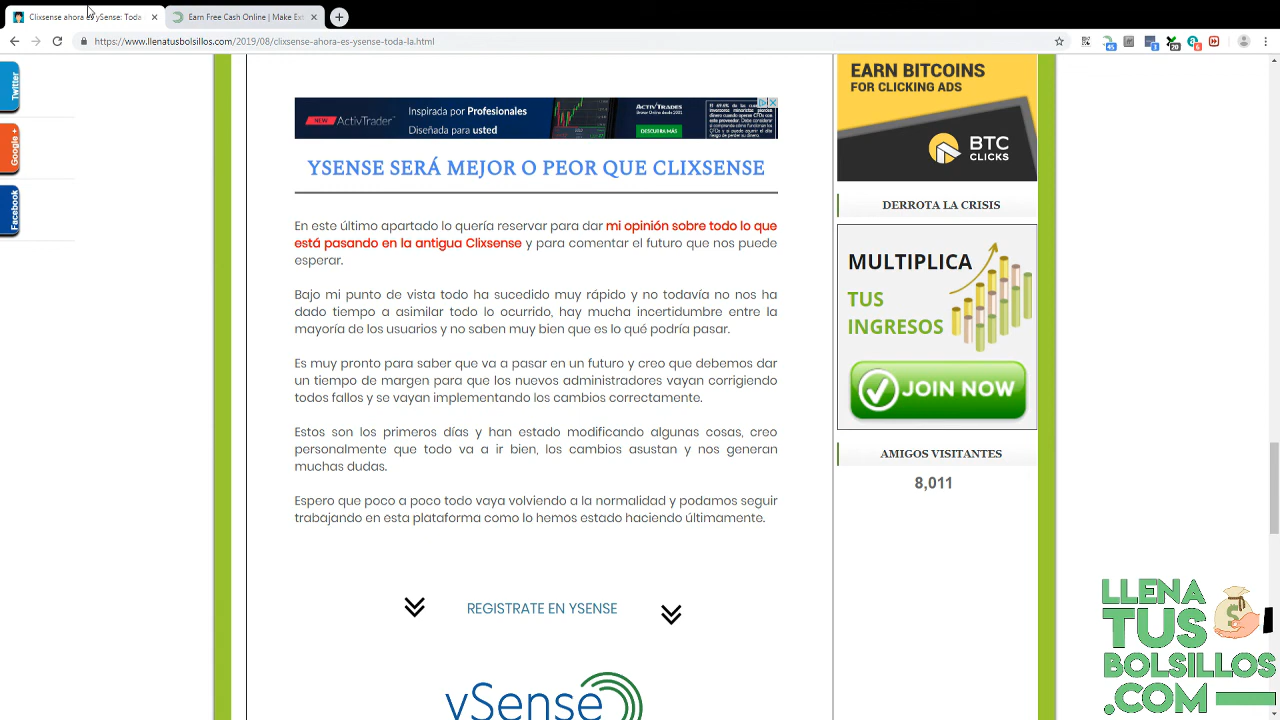 Clixsense ahora es ySense: Toda
Earn Free Cash Online | Make Ex
https://www.llenatusbolsillos.com/2019/08/clixsense-ahora-es-ysense-toda-la.html
45
3
20
6
Twitter
Google +
Facebook
NEW ActivTrader
Inspirada por Profesionales
Diseñada para usted
ACTIVTRADES
DESCUBRA MÁS
YSENSE SERÁ MEJOR O PEOR QUE CLIXSENSE
En este último apartado lo quería reservar para dar mi opinión sobre todo lo que
está pasando en la antigua Clixsense y para comentar el futuro que nos puede
esperar.
Bajo mi punto de vista todo ha sucedido muy rápido y no todavía no nos ha
dado tiempo a asimilar todo lo ocurrido, hay mucha incertidumbre entre la
mayoría de los usuarios y no saben muy bien que es lo qué podría pasar.
Es muy pronto para saber que va a pasar en un futuro y creo que debemos dar
un tiempo de margen para que los nuevos administradores vayan corrigiendo
todos fallos y se vayan implementando los cambios correctamente.
Estos son los primeros días y han estado modificando algunas cosas, creo
personalmente que todo va a ir bien, los cambios asustan y nos generan
muchas dudas.
Espero que poco a poco todo vaya volviendo a la normalidad y podamos seguir
trabajando en esta plataforma como lo hemos estado haciendo últimamente.
REGISTRATE EN YSENSE
ySense
EARN BITCOINS
FOR CLICKING ADS
BTC
CLICKS
DERROTA LA CRISIS
MULTIPLICA
TUS
INGRESOS
JOIN NOW
AMIGOS VISITANTES
8,011
LLENA
TUS
BOLSILLOS
.COM